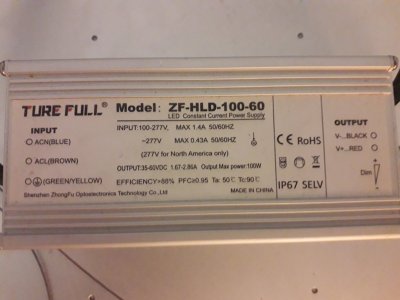 TURE FULL®
Model: ZF-HLD-100-60
LED Constant Current Power Supply
INPUT
ACN(BLUE)
ACL(BROWN)
(GREEN/YELLOW)
INPUT:100-277V, MAX 1.4A 50/60HZ
~277V MAX 0.43A 50/60HZ
(277V for North America only)
OUTPUT:35-60VDC 1.67-2.86A Output Max power:100W
EFFICIENCY>88% PFC≥0.95 Ta: 50℃ Tc:90℃
Shenzhen ZhongFu Optoelectronics Technology Co.,Ltd
MADE IN CHINA
CE RoHS
IP67 SELV
OUTPUT
V-...BLACK
V+...RED
Dim